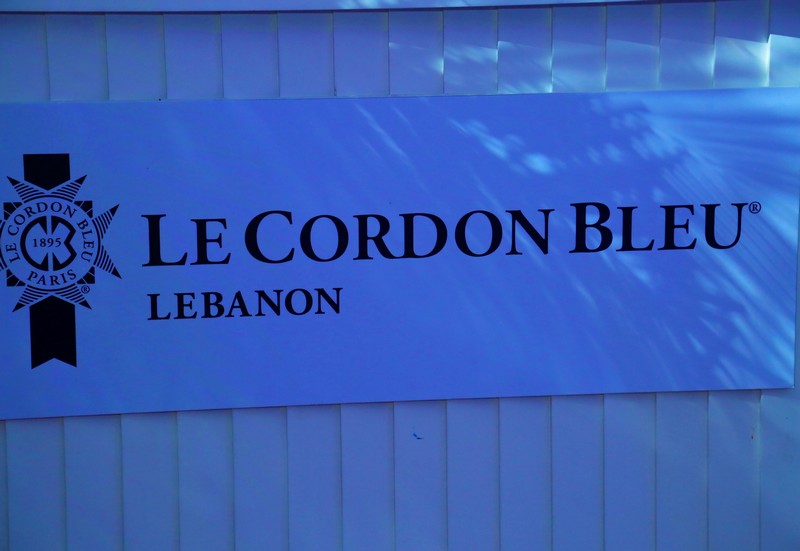 LE CORDON BLEU
1895
PARIS
®
LE CORDON BLEU®
LEBANON